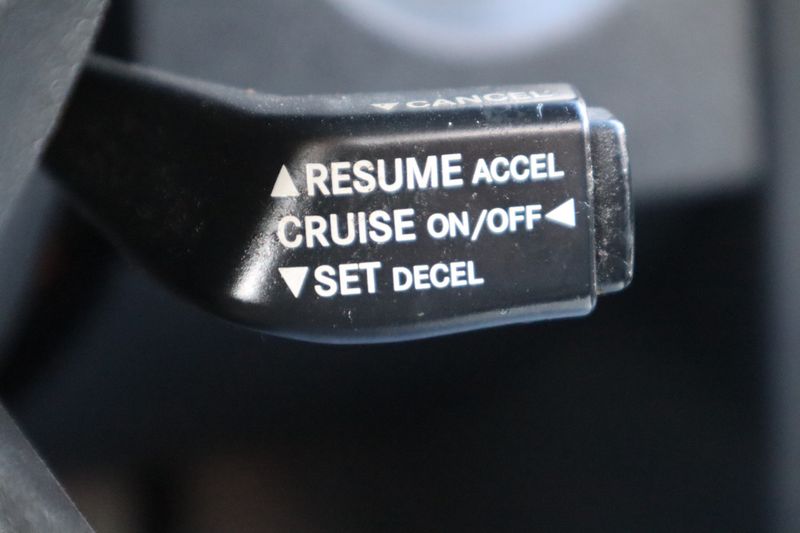 ▼ CANCEL
▲ RESUME ACCEL
CRUISE ON/OFF ◀
▼ SET DECEL